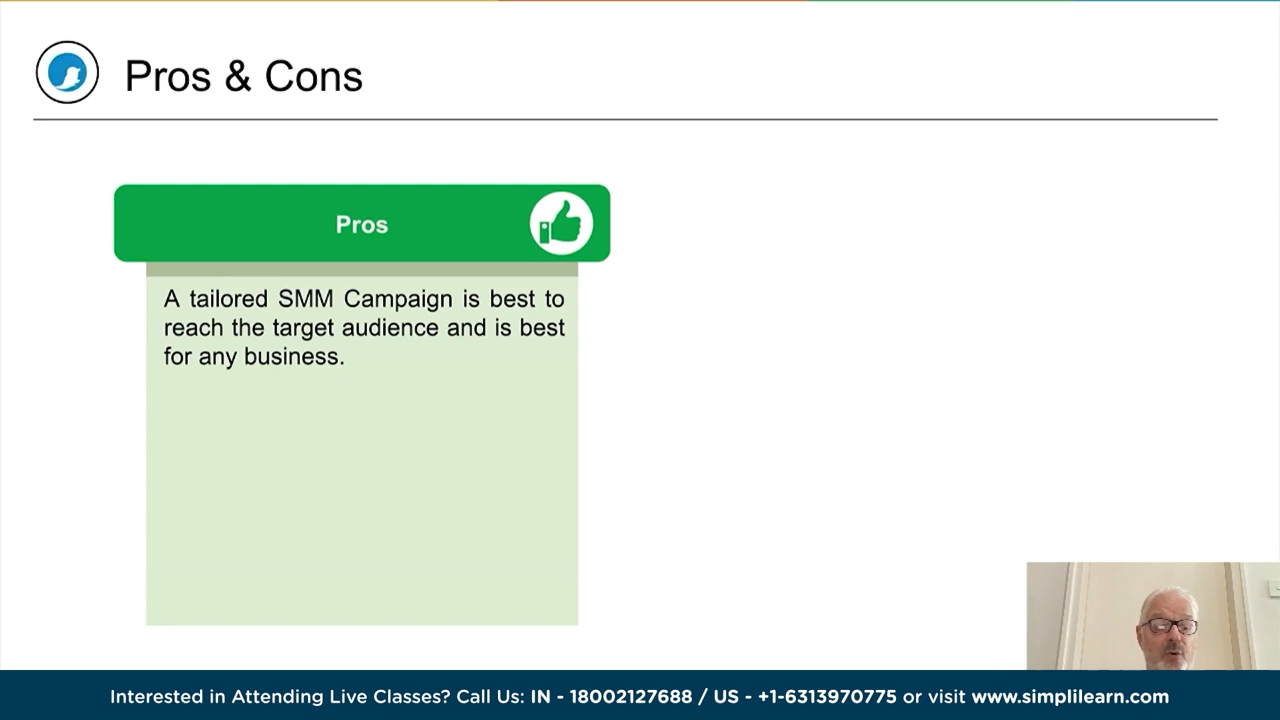 Pros & Cons
Pros
A tailored SMM Campaign is best to
reach the target audience and is best
for any business.
Interested in Attending Live Classes? Call Us: IN - 18002127688 / US - +1-6313970775 or visit www.simplilearn.com